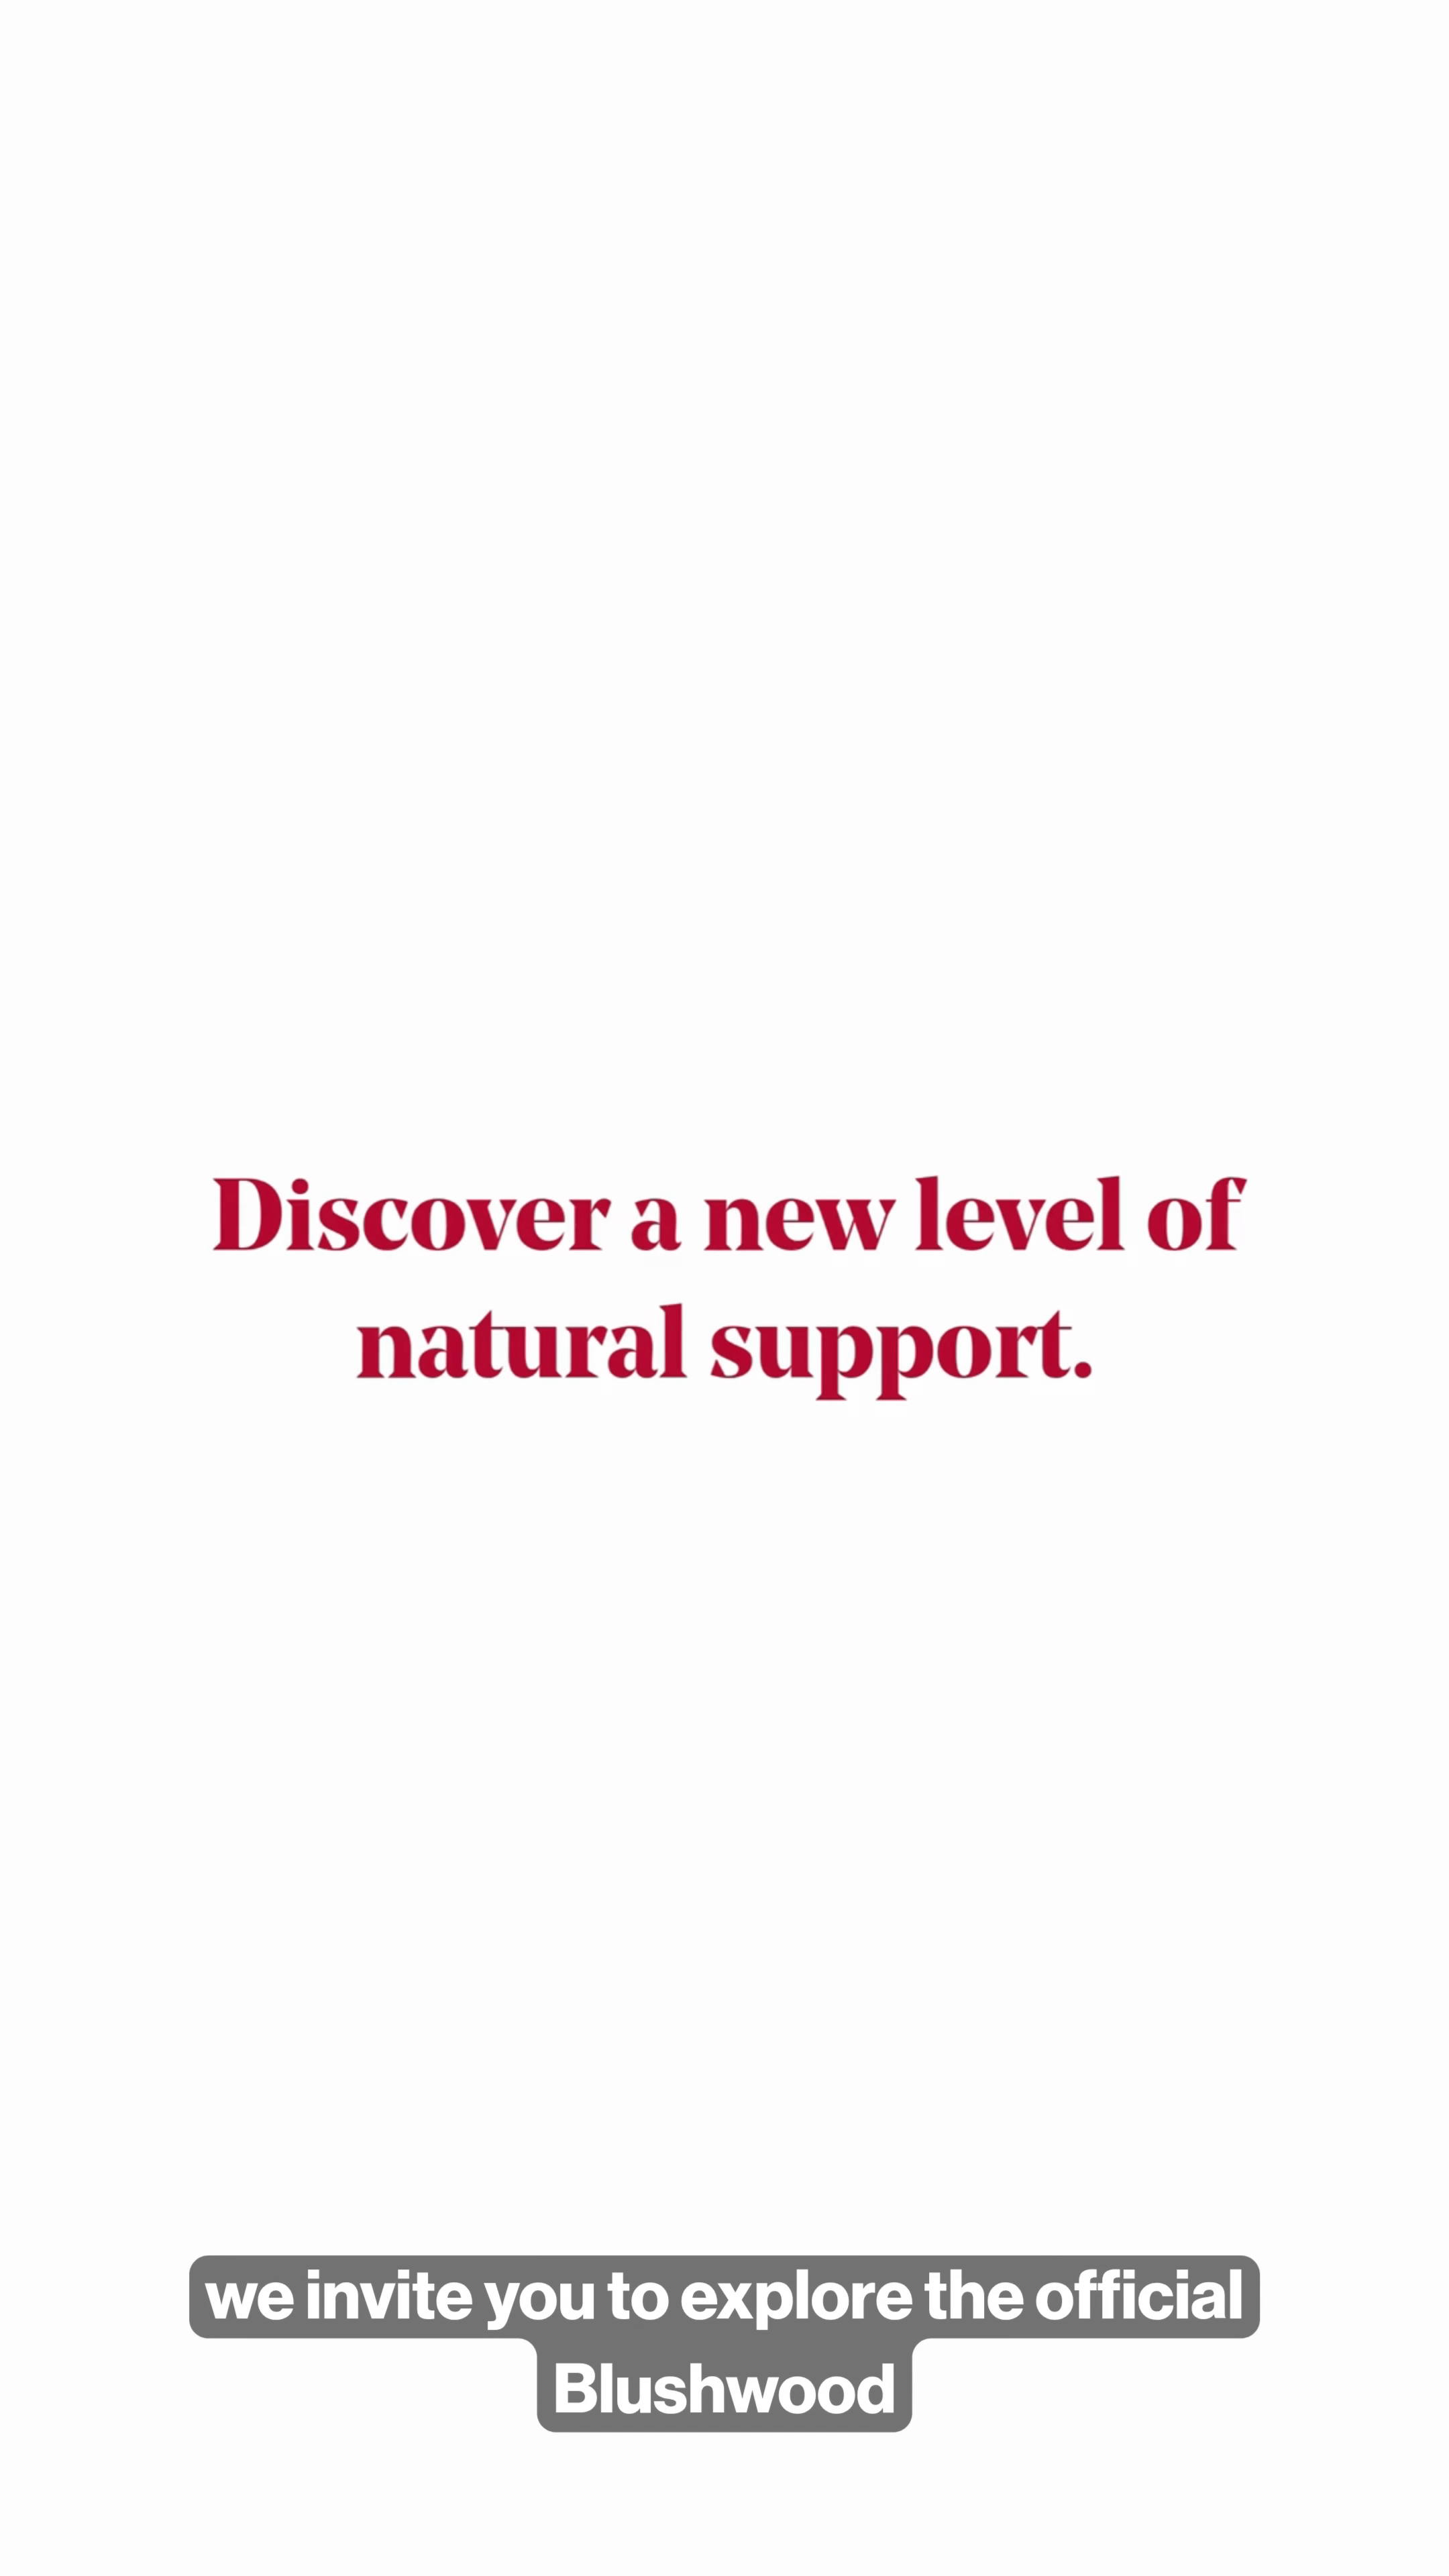 Discover a new level of
natural support.
we invite you to explore the official
Blushwood